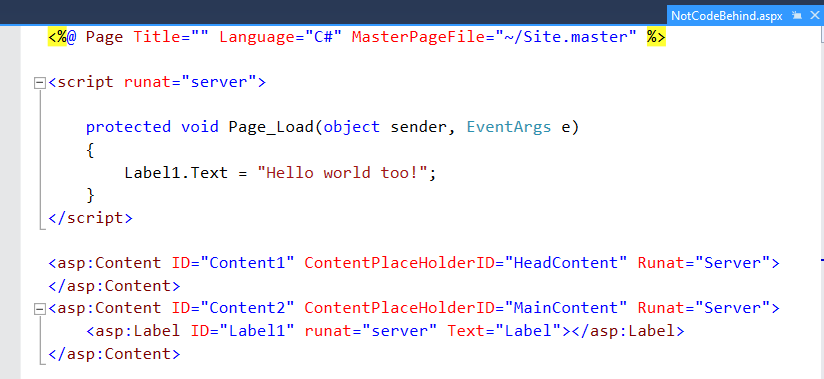 NotCodeBehind.aspx
<%@ Page Title="" Language="C#" MasterPageFile="~/Site.master" %>
<script runat="server">
protected void Page_Load(object sender, EventArgs e)
{
Label1.Text = "Hello world too!";
}
</script>
<asp:Content ID="Content1" ContentPlaceHolderID="HeadContent" Runat="Server">
</asp:Content>
<asp:Content ID="Content2" ContentPlaceHolderID="MainContent" Runat="Server">
<asp:Label ID="Label1" runat="server" Text="Label"></asp:Label>
</asp:Content>